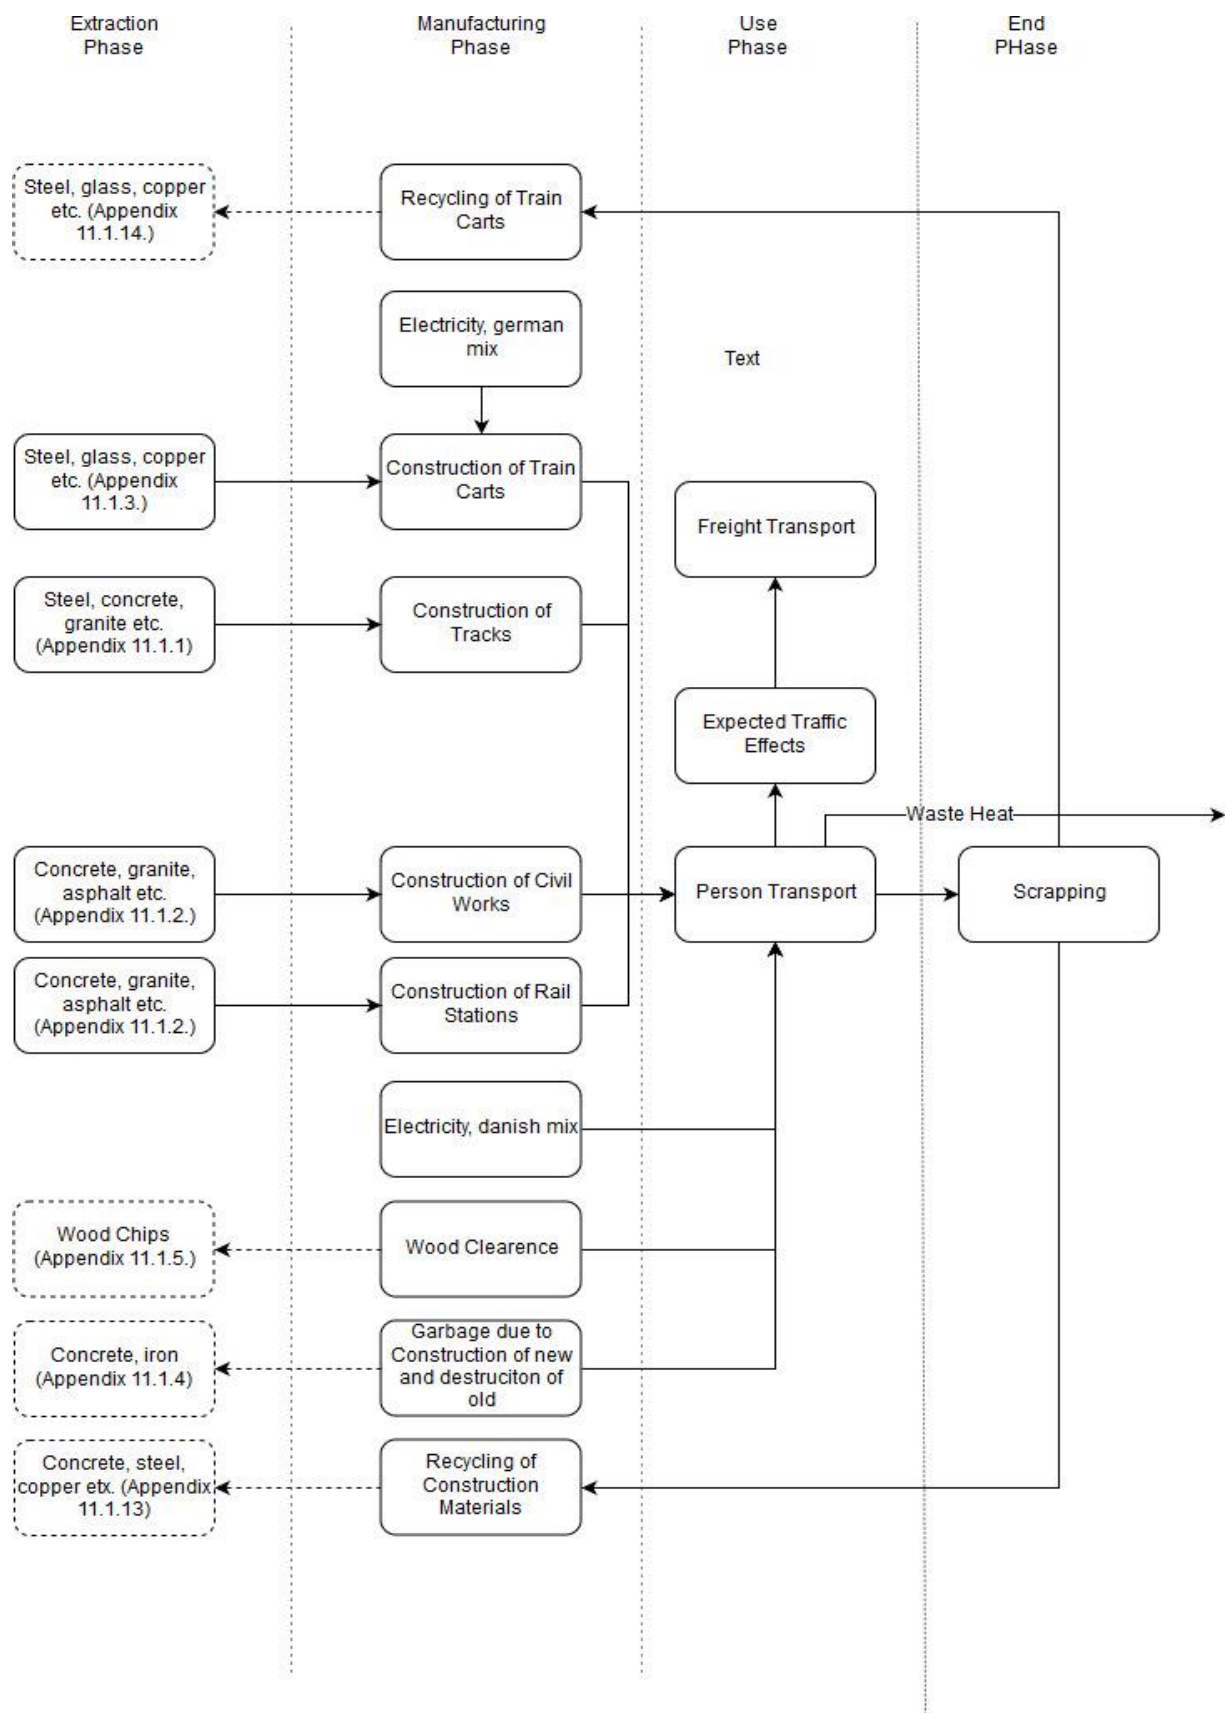 Extraction
Phase
Manufacturing
Phase
Use
Phase
End
PHase
Steel, glass, copper
etc. (Appendix
11.1.14.)
Recycling of Train
Carts
Electricity, german
mix
Text
Steel, glass, copper
etc. (Appendix
11.1.3.)
Construction of Train
Carts
Freight Transport
Steel, concrete,
granite etc.
(Appendix 11.1.1)
Construction of
Tracks
Expected Traffic
Effects
Waste Heat
Concrete, granite,
asphalt etc.
(Appendix 11.1.2.)
Construction of Civil
Works
Person Transport
Scrapping
Concrete, granite,
asphalt etc.
(Appendix 11.1.2.)
Construction of Rail
Stations
Electricity, danish mix
Wood Chips
(Appendix 11.1.5.)
Wood Clearence
Concrete, iron
(Appendix 11.1.4)
Garbage due to
Construction of new
and destruciton of
old
Concrete, steel,
copper etx. (Appendix
11.1.13)
Recycling of
Construction
Materials